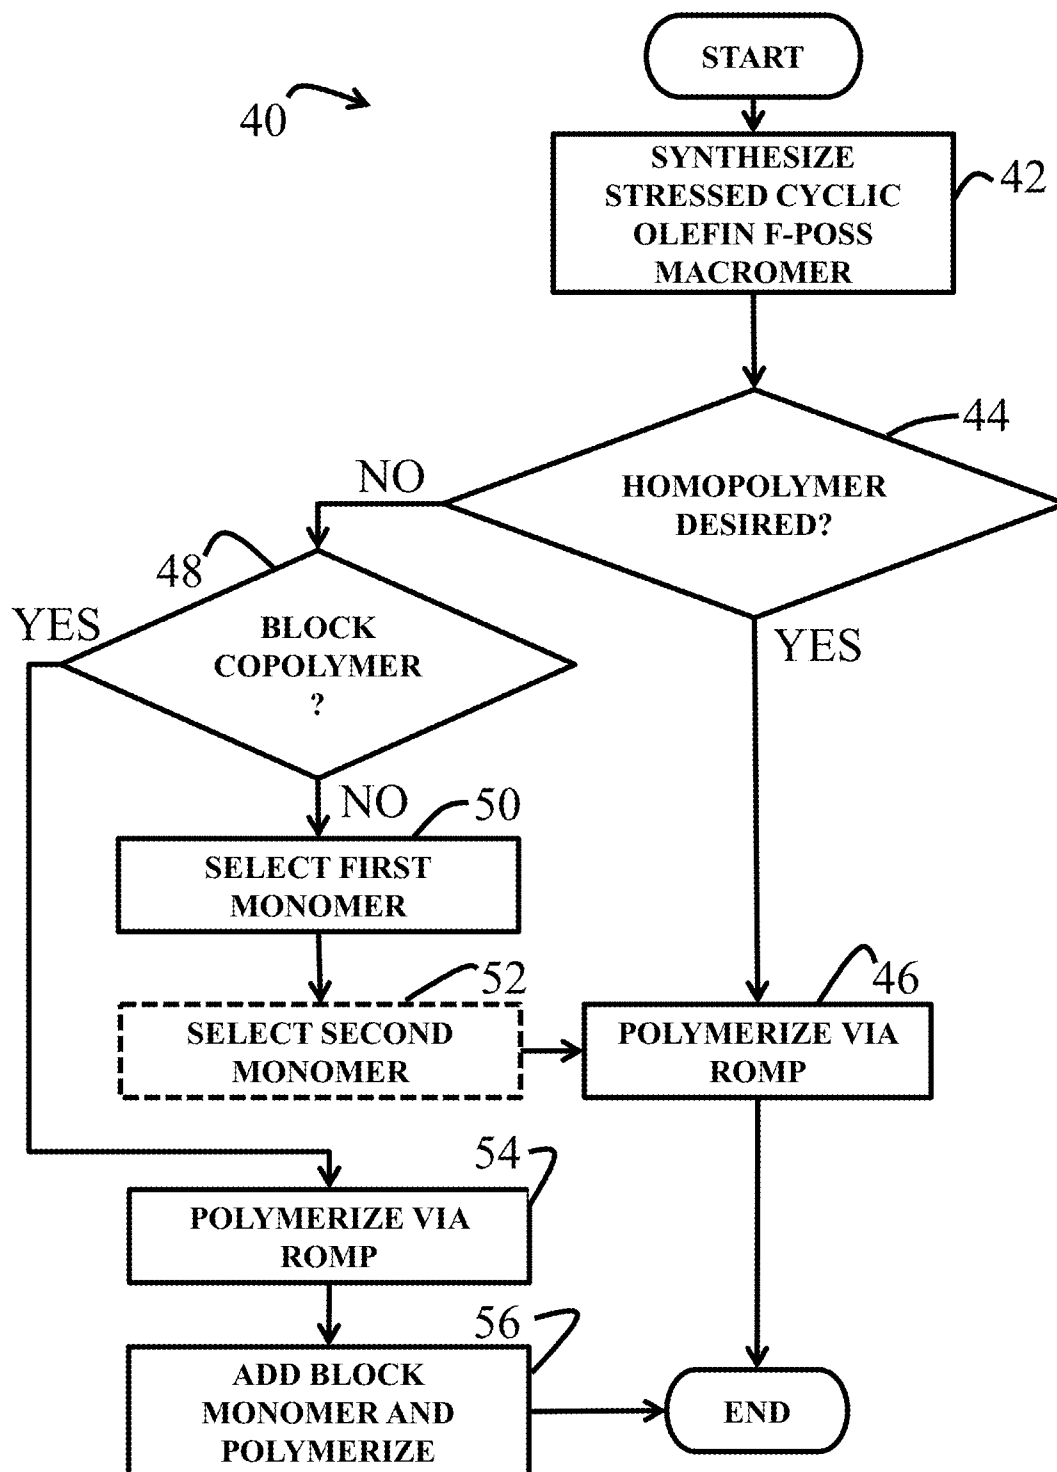 START
40
SYNTHESIZE
STRESSED CYCLIC
OLEFIN F-POSS
MACROMER
42
44
HOMOPOLYMER
DESIRED?
NO
48
YES
BLOCK
COPOLYMER
?
YES
NO
50
SELECT FIRST
MONOMER
52
SELECT SECOND
MONOMER
46
POLYMERIZE VIA
ROMP
54
POLYMERIZE VIA
ROMP
56
ADD BLOCK
MONOMER AND
POLYMERIZE
END